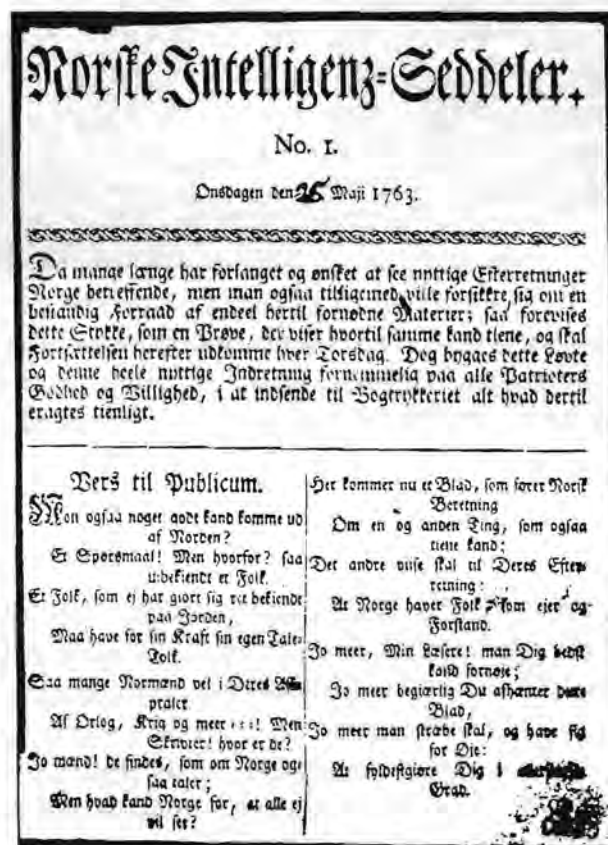 Norske Intelligenz-Seddeler.
No. 1.
Onsdagen den 25 Maji 1763.
Da mange længe har forlanget og ønsket at see nyttige Efterretninger
Norge betreffende, men man ogsaa tilligemed ville forsikkre sig om en
bestandig Forraad af endeel hertil fornødne Materier; saa forevises
dette Stykke, som en Prøve, der viser hvortil samme kand tiene, og skal
Fortsættelsen herefter udkomme hver Torsdag. Dog bygges dette Løvte
og denne heele nyttige Indretning fornemmelig paa alle Patrioters
Godhed og Villighed, i at indsende til Bogtrykkeriet alt hvad dertil
eragtes tienligt.
Vers til Publicum.
Mon ogsaa noget godt kand komme ud
af Norden?
Et Spørsmaal! Men hvorfor? saa
ubekiendt er Folk.
Et Folk, som ej har giort sig ret bekiendt
paa Jorden,
Maa have for sin Kraft sin egen Tale-
Tolk.
Saa mange Normænd vel i Deres
praler
Af Orlog, Krig og meer Men
Skribter! hvor er de?
Jo mænd! de findes, som om Norge og-
saa taler;
Men hvad kand Norge for, at alle ej
vil see?
Her kommer nu et Blad, som fører Norsk
Beretning
Om en og anden Ting, som ogsaa
tiene kand;
Det andre viise skal til Deres Efter-
retning:
At Norge haver Folk som ejer og
Forstand.
Jo meer, Min Læsere! man Dig bedst
kand fornøje;
Jo meer begiærlig Du afhænter dette
Blad,
Jo meer man stræbe skal, og have sig
for Øie:
At fyldestgiøre Dig i
Grad.